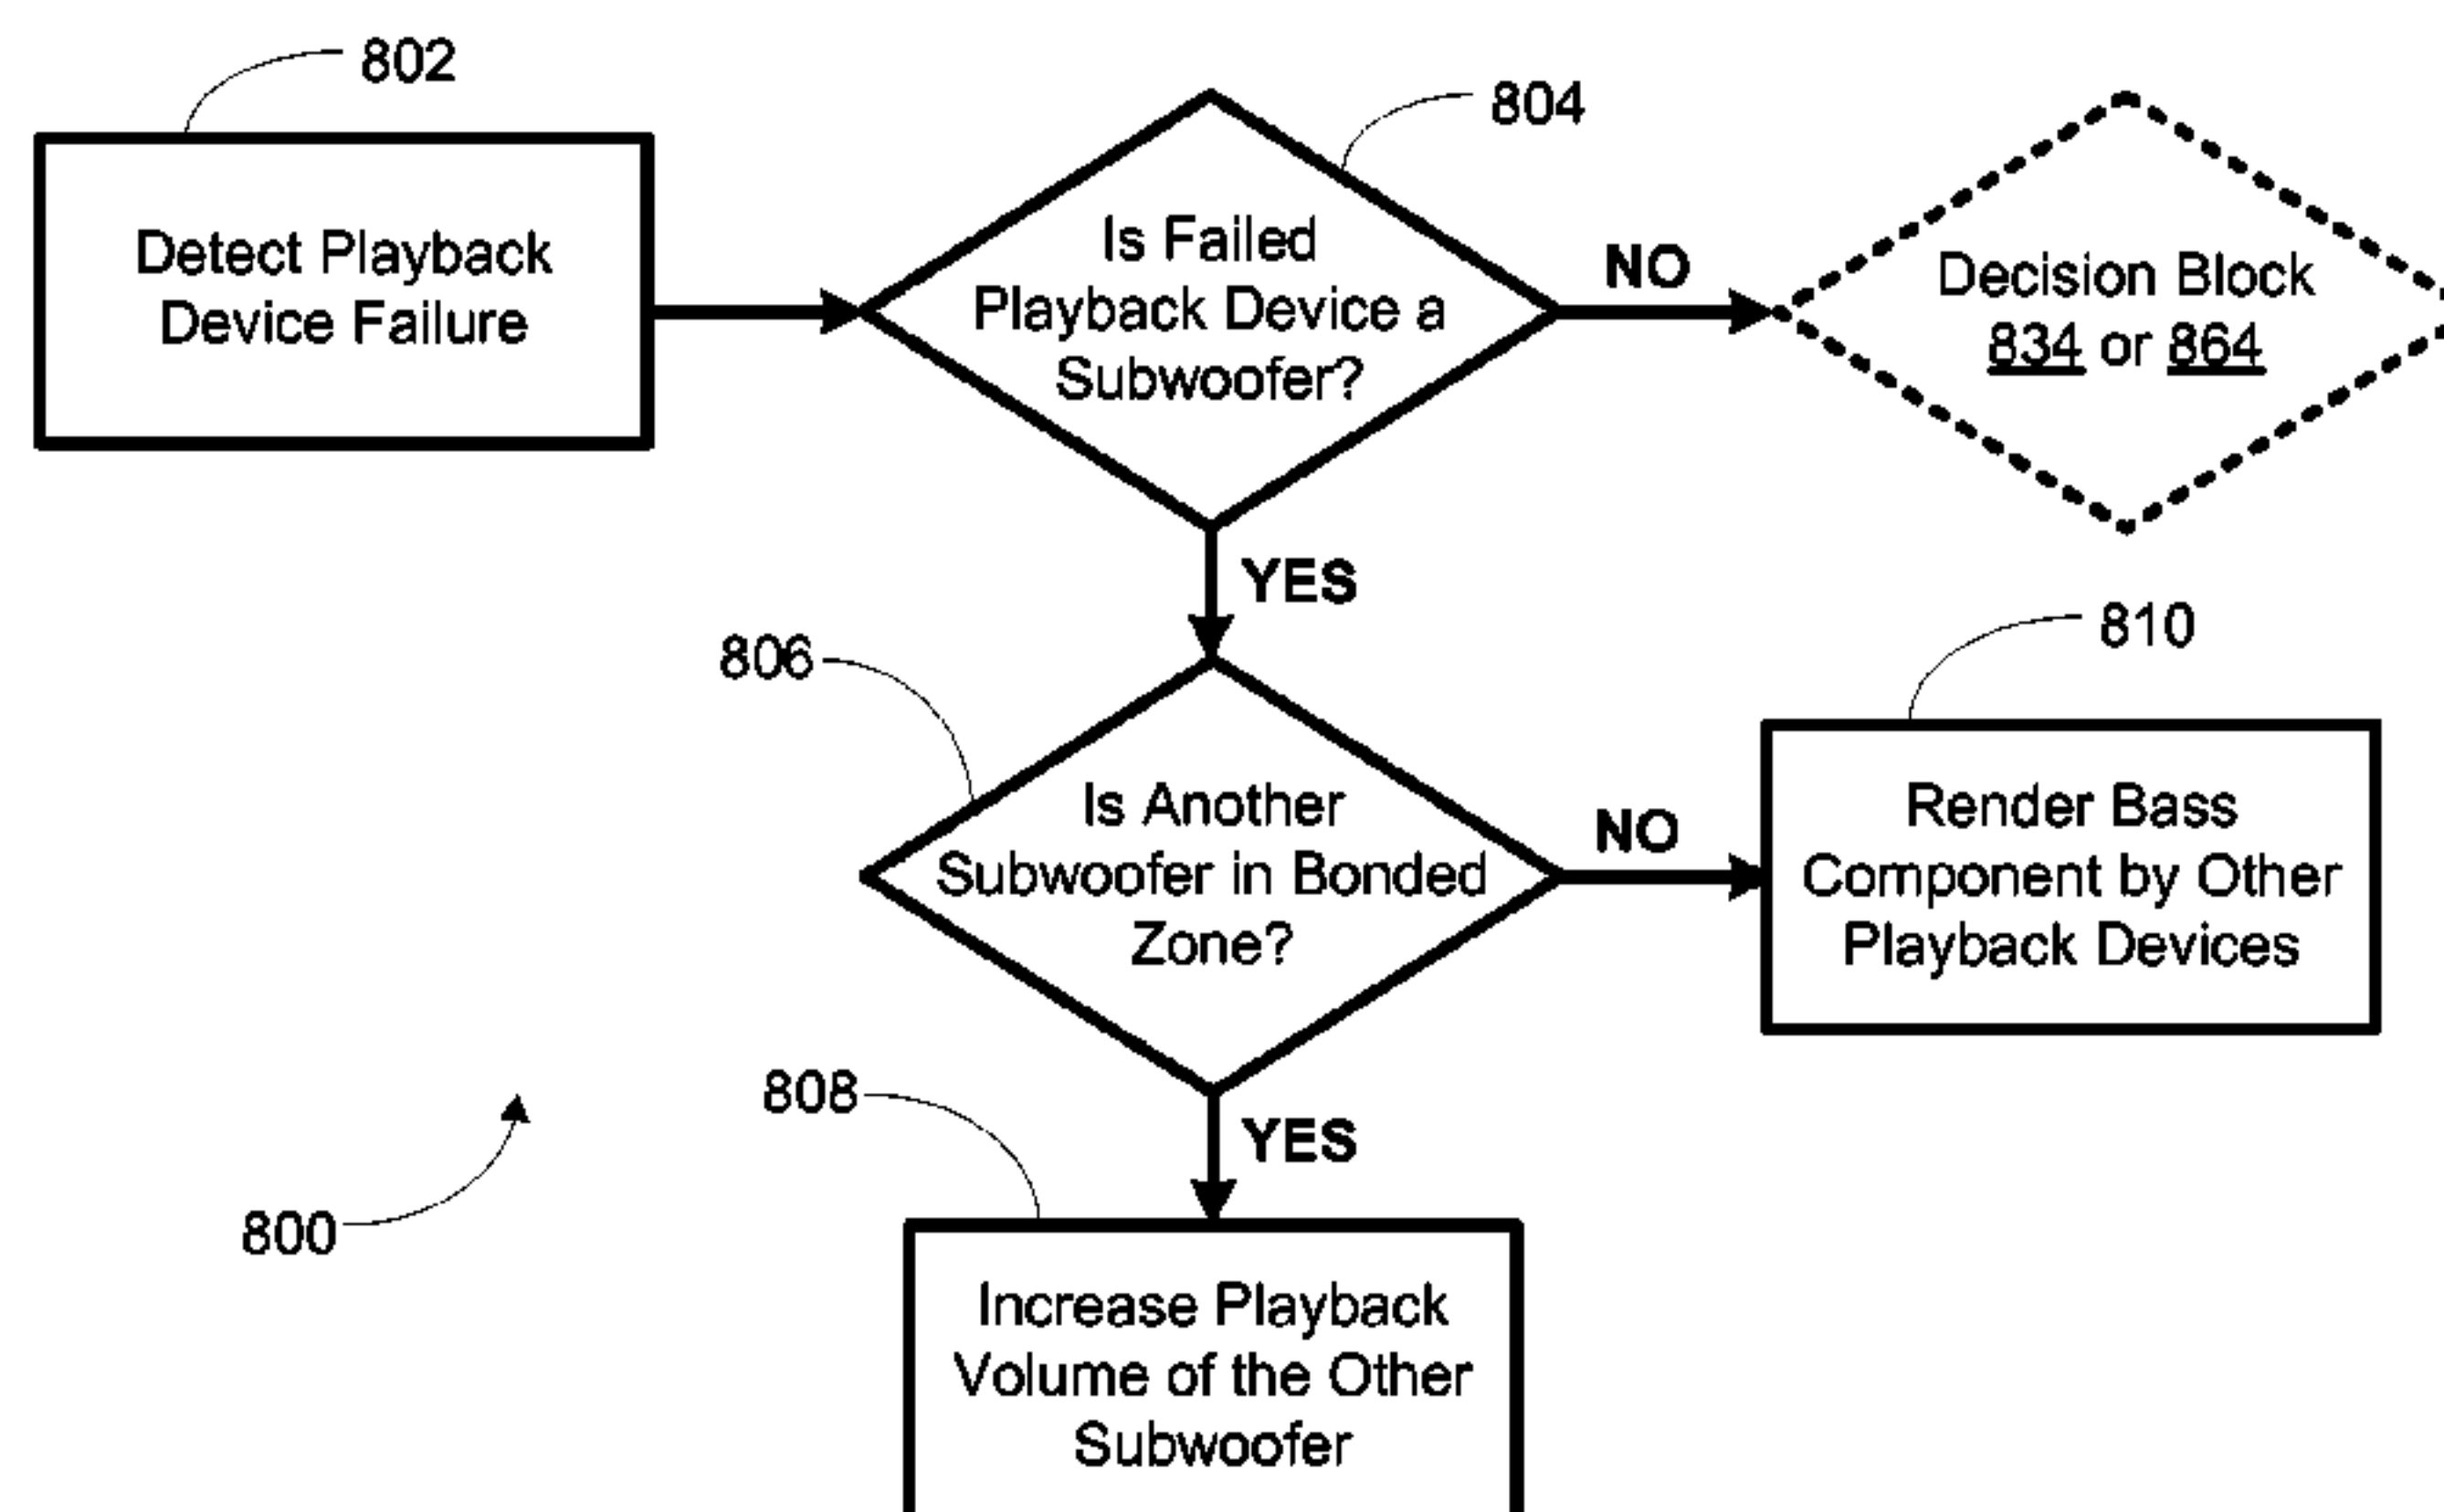 802
Detect Playback
Device Failure
804
Is Failed
Playback Device a
Subwoofer?
NO
Decision Block
834 or 864
YES
806
Is Another
Subwoofer in Bonded
Zone?
NO
810
Render Bass
Component by Other
Playback Devices
YES
808
Increase Playback
Volume of the Other
Subwoofer
800